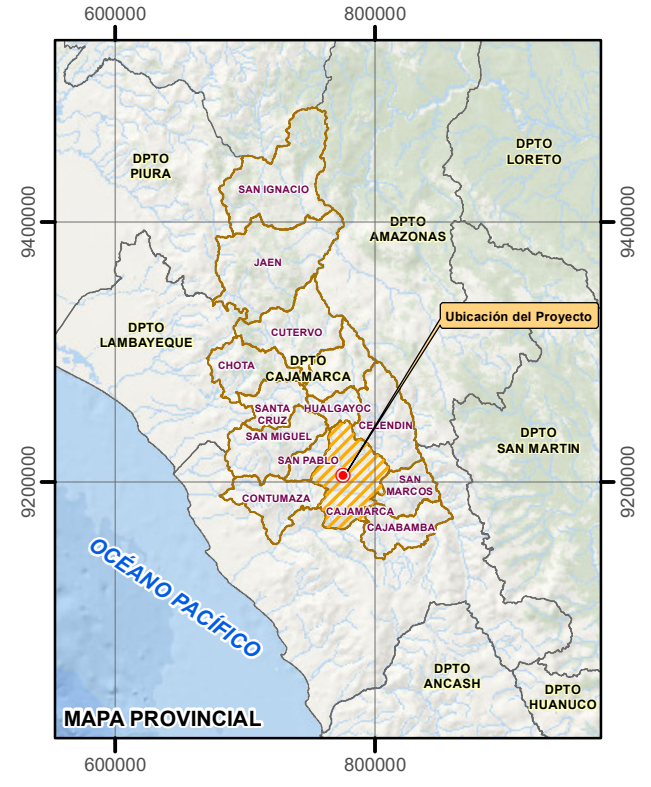 600000
800000
DPTO
PIURA
DPTO
LORETO
SAN IGNACIO
9400000
9400000
DPTO
AMAZONAS
JAEN
Ubicación del Proyecto
DPTO
LAMBAYEQUE
CUTERVO
CHOTA
DPTO
CAJAMARCA
SANTA
CRUZ
HUALGAYOC
CELENDIN
SAN MIGUEL
DPTO
SAN MARTIN
SAN PABLO
9200000
9200000
SAN
MARCOS
CONTUMAZA
CAJAMARCA
CAJABAMBA
OCÉANO PACÍFICO
DPTO
ANCASH
DPTO
HUANUCO
MAPA PROVINCIAL
600000
800000